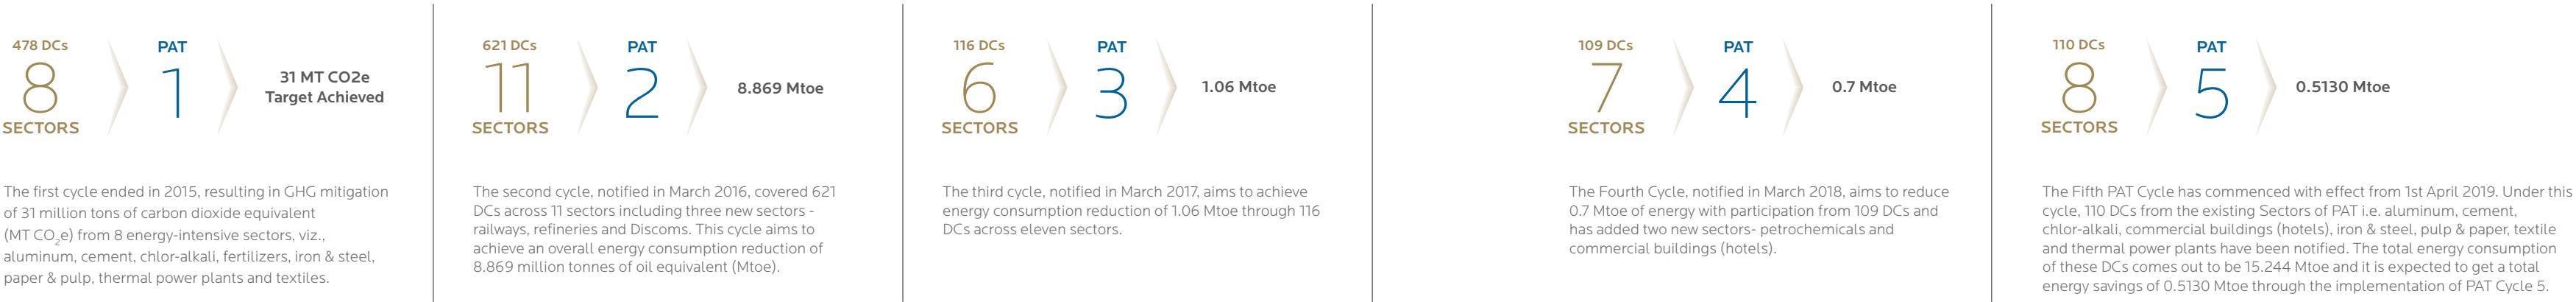 478 DCs
8
SECTORS
PAT
1
31 MT CO2e
Target Achieved
The first cycle ended in 2015, resulting in GHG mitigation
of 31 million tons of carbon dioxide equivalent
(MT CO2e) from 8 energy-intensive sectors, viz.,
aluminum, cement, chlor-alkali, fertilizers, iron & steel,
paper & pulp, thermal power plants and textiles.
621 DCs
11
SECTORS
PAT
2
8.869 Mtoe
The second cycle, notified in March 2016, covered 621
DCs across 11 sectors including three new sectors -
railways, refineries and Discoms. This cycle aims to
achieve an overall energy consumption reduction of
8.869 million tonnes of oil equivalent (Mtoe).
116 DCs
6
SECTORS
PAT
3
1.06 Mtoe
The third cycle, notified in March 2017, aims to achieve
energy consumption reduction of 1.06 Mtoe through 116
DCs across eleven sectors.
109 DCs
7
SECTORS
PAT
4
0.7 Mtoe
The Fourth Cycle, notified in March 2018, aims to reduce
0.7 Mtoe of energy with participation from 109 DCs and
has added two new sectors- petrochemicals and
commercial buildings (hotels).
110 DCs
8
SECTORS
PAT
5
0.5130 Mtoe
The Fifth PAT Cycle has commenced with effect from 1st April 2019. Under this
cycle, 110 DCs from the existing Sectors of PAT i.e. aluminum, cement,
chlor-alkali, commercial buildings (hotels), iron & steel, pulp & paper, textile
and thermal power plants have been notified. The total energy consumption
of these DCs comes out to be 15.244 Mtoe and it is expected to get a total
energy savings of 0.5130 Mtoe through the implementation of PAT Cycle 5.